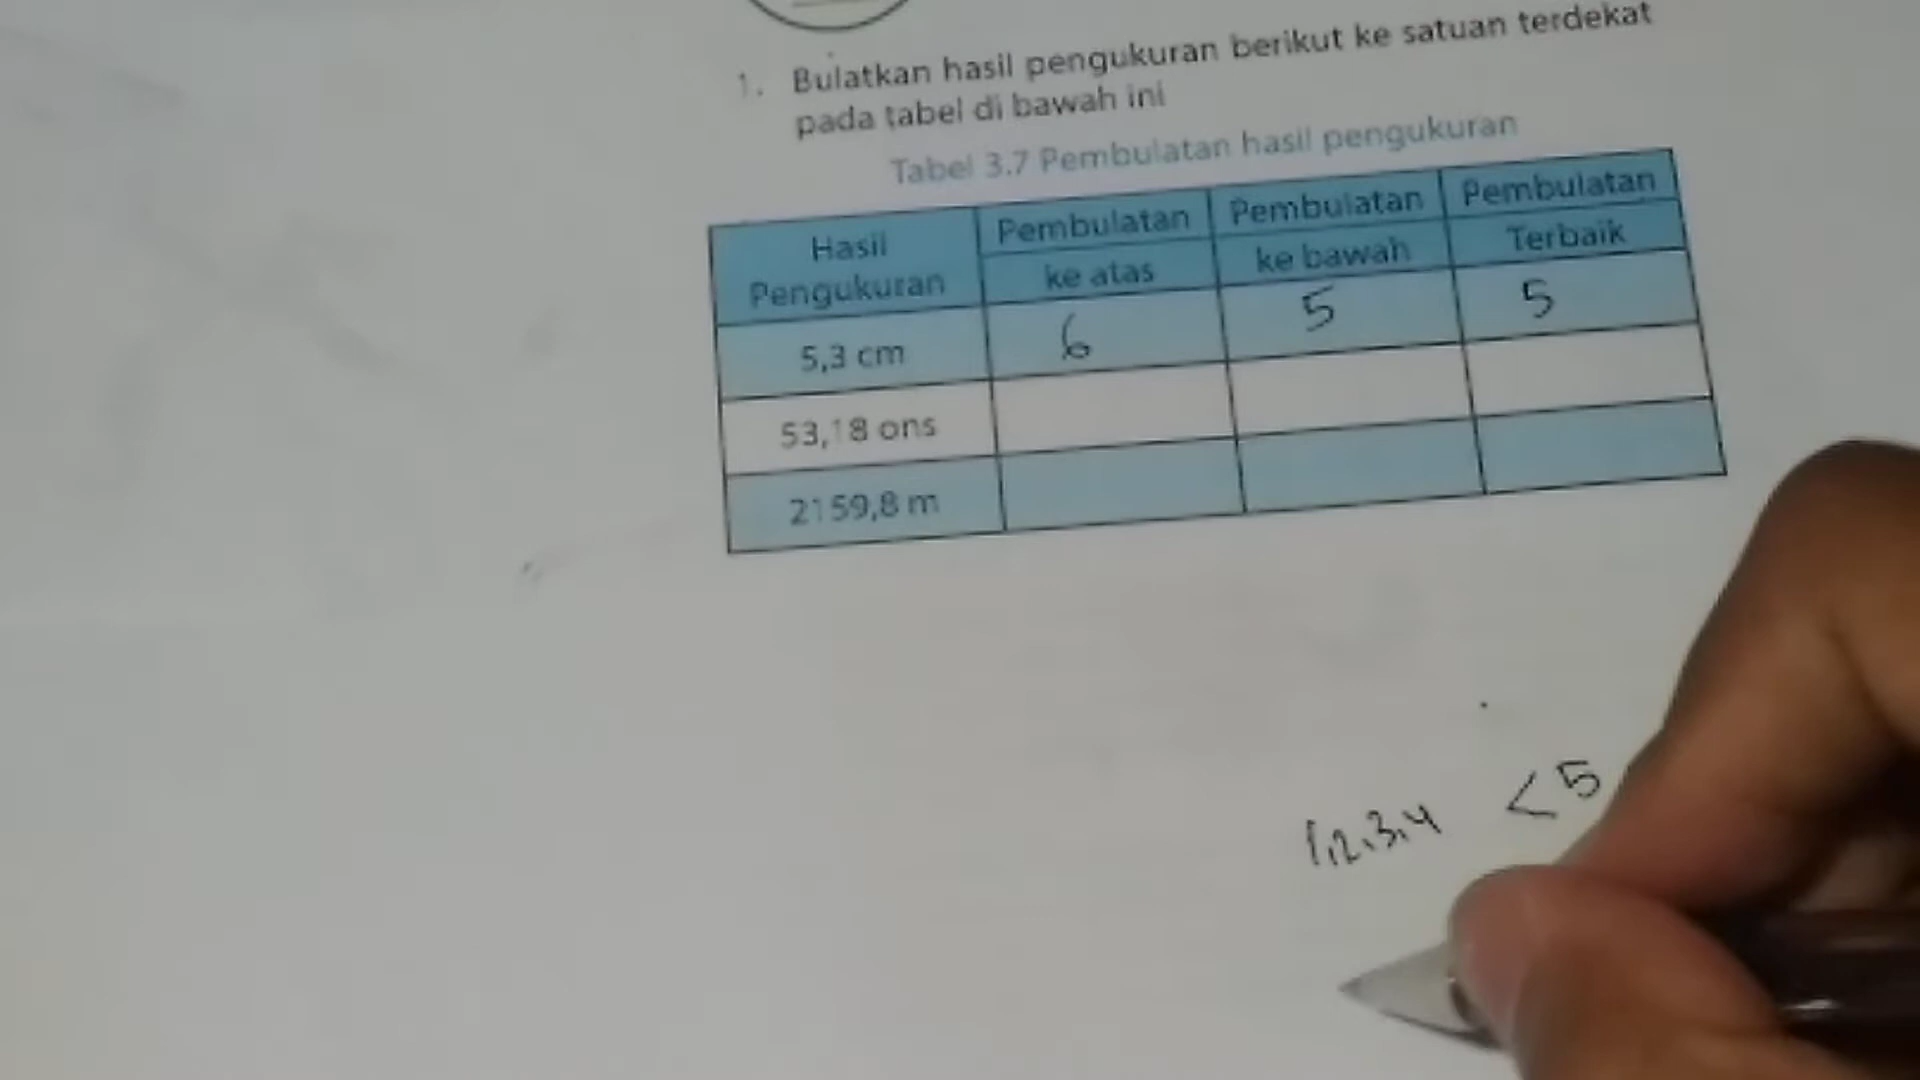 1. Bulatkan hasil pengukuran berikut ke satuan terdekat
pada tabel di bawah ini
Tabel 3.7 Pembulatan hasil pengukuran
Hasil Pengukuran
Pembulatan ke atas
Pembulatan ke bawah
Pembulatan Terbaik
5,3 cm 6 5 5
53,18 ons
2159,8 m
1,2,3,4 < 5